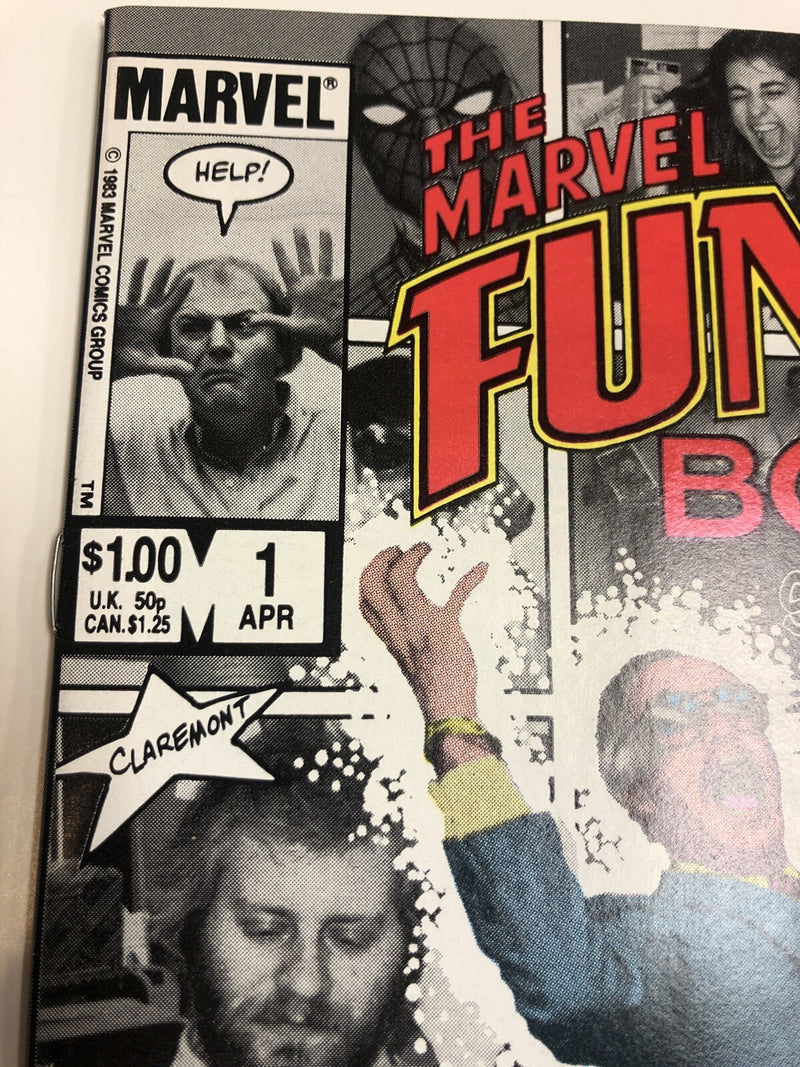 MARVEL®
HELP!
© 1983 MARVEL COMICS GROUP
TM
THE
MARVEL
FUN
$1.00
1
U.K. 50p
CAN. $1.25
APR
CLAREMONT